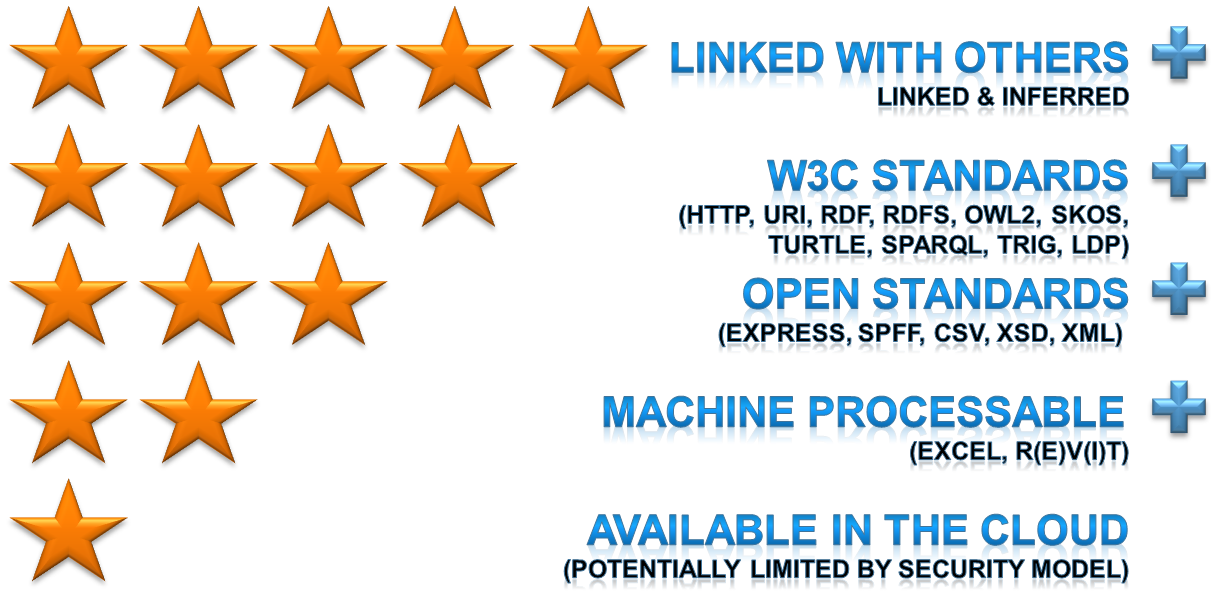 LINKED WITH OTHERS
LINKED & INFERRED
W3C STANDARDS
(HTTP, URI, RDF, RDFS, OWL2, SKOS,
TURTLE, SPARQL, TRIG, LDP)
OPEN STANDARDS
(EXPRESS, SPFF, CSV, XSD, XML)
MACHINE PROCESSABLE
(EXCEL, R(E)V(I)T)
AVAILABLE IN THE CLOUD
(POTENTIALLY LIMITED BY SECURITY MODEL)